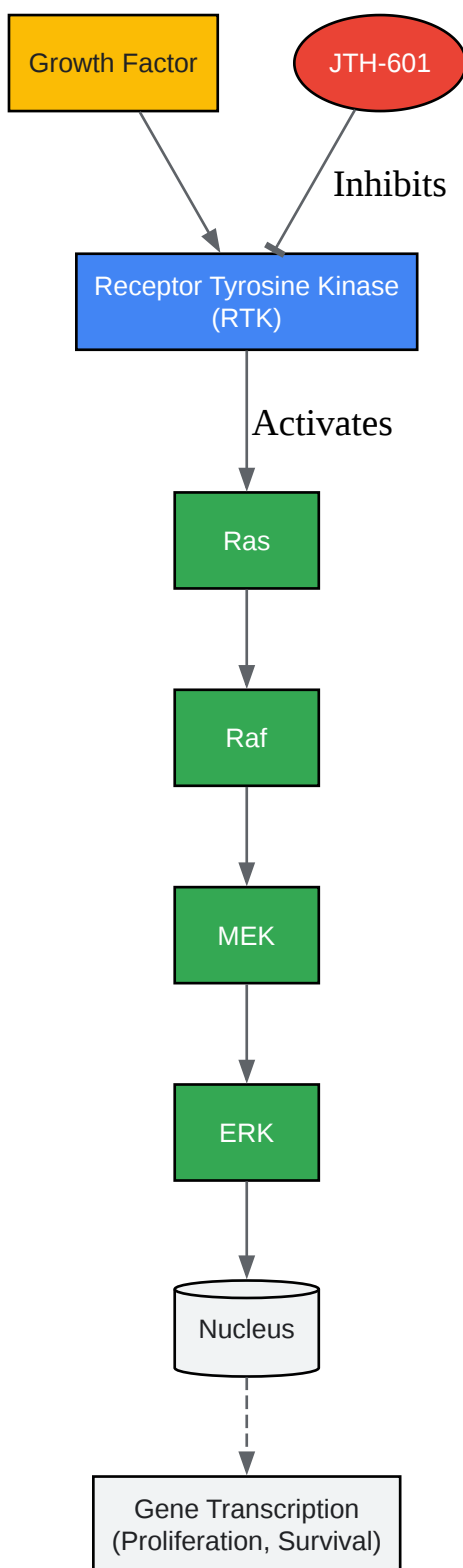 Growth Factor
JTH-601
Inhibits
Receptor Tyrosine Kinase
(RTK)
Activates
Ras
Raf
MEK
ERK
Nucleus
Gene Transcription
(Proliferation, Survival)